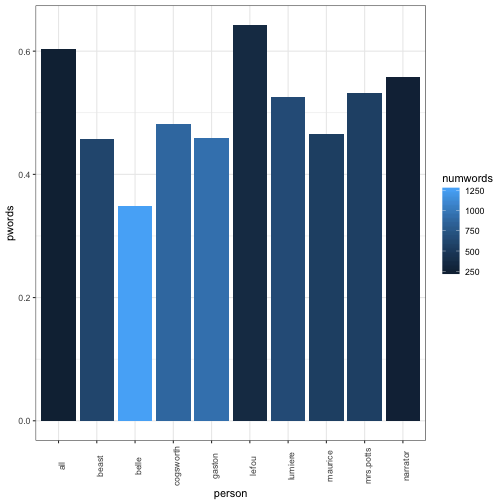 pwords
0.6
0.4
0.2
0.0
all
beast
belle
cogsworth
gaston
lefou
lumiere
maurice
mrs.potts
narrator
person
numwords
1250
1000
750
500
250